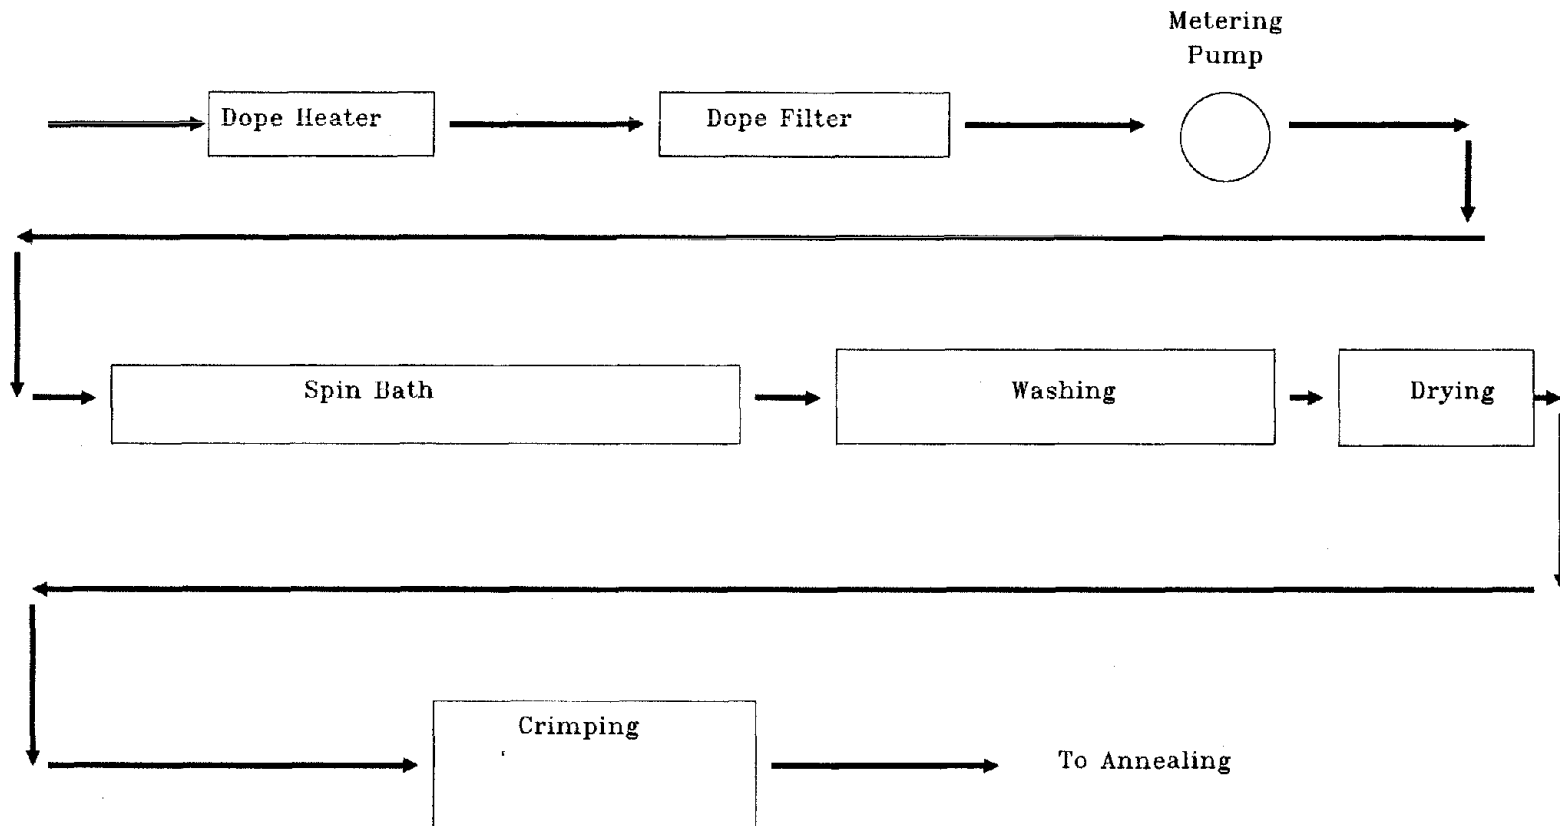 Metering
Pump
Dope Heater
Dope Filter
Spin Bath
Washing
Drying
Crimping
To Annealing